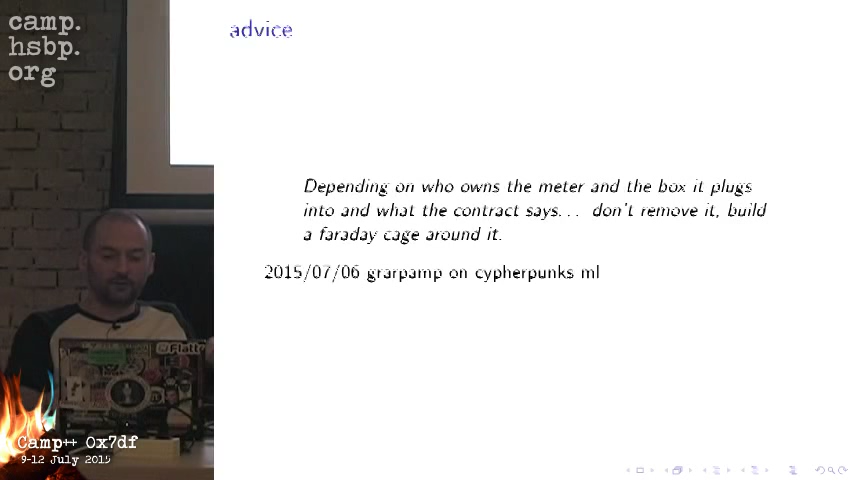 camp.
hsbp.
org
advice
Depending on who owns the meter and the box it plugs
into and what the contract says... don't remove it, build
a faraday cage around it.
2015/07/06 grarpamp on cypherpunks ml
Flattr
Camp++ 0x7df
9-12 July 2015